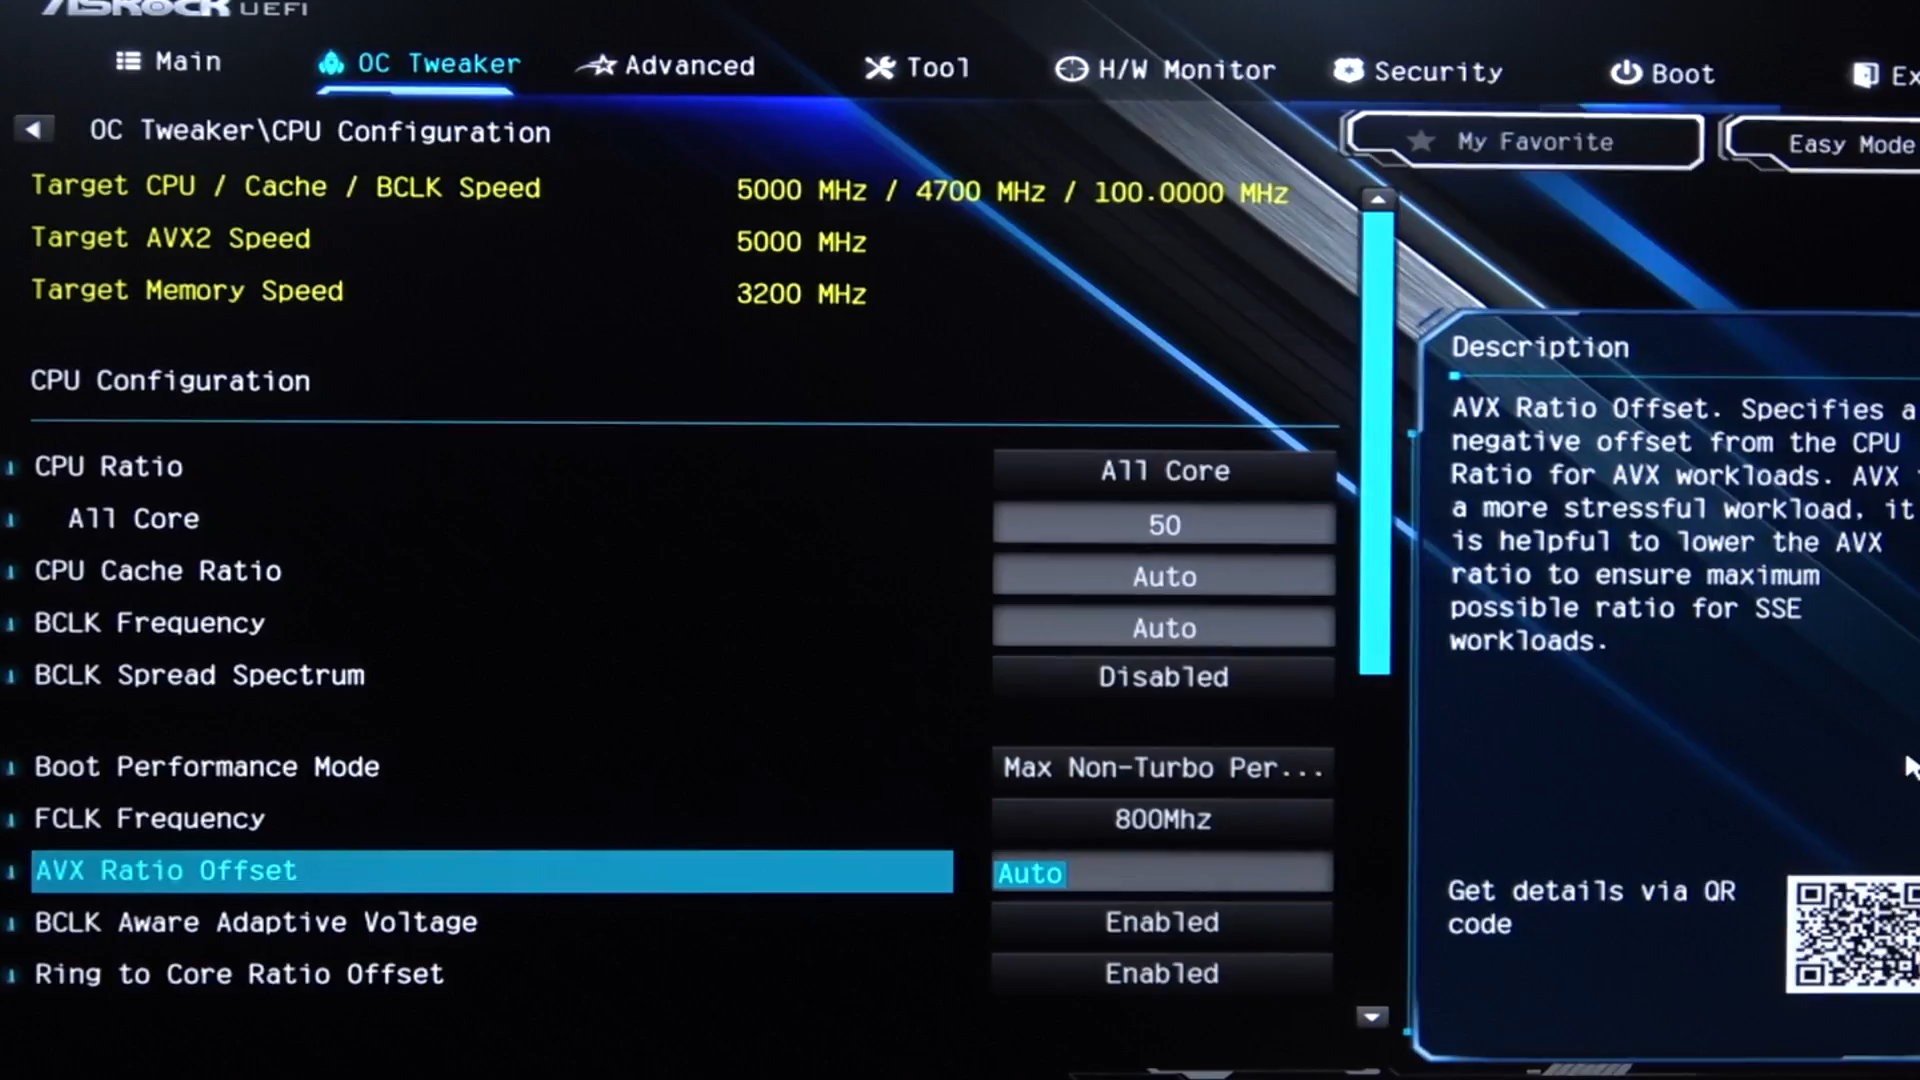 ASRock UEFI
Main
OC Tweaker
Advanced
Tool
H/W Monitor
Security
Boot
Ex
OC Tweaker\CPU Configuration
My Favorite
Easy Mode
Target CPU / Cache / BCLK Speed 5000 MHz / 4700 MHz / 100.0000 MHz
Target AVX2 Speed 5000 MHz
Target Memory Speed 3200 MHz
CPU Configuration
CPU Ratio All Core
All Core 50
CPU Cache Ratio Auto
BCLK Frequency Auto
BCLK Spread Spectrum Disabled
Boot Performance Mode Max Non-Turbo Per...
FCLK Frequency 800Mhz
AVX Ratio Offset Auto
BCLK Aware Adaptive Voltage Enabled
Ring to Core Ratio Offset Enabled
Description
AVX Ratio Offset. Specifies a
negative offset from the CPU
Ratio for AVX workloads. AVX
a more stressful workload, it
is helpful to lower the AVX
ratio to ensure maximum
possible ratio for SSE
workloads.
Get details via QR
code